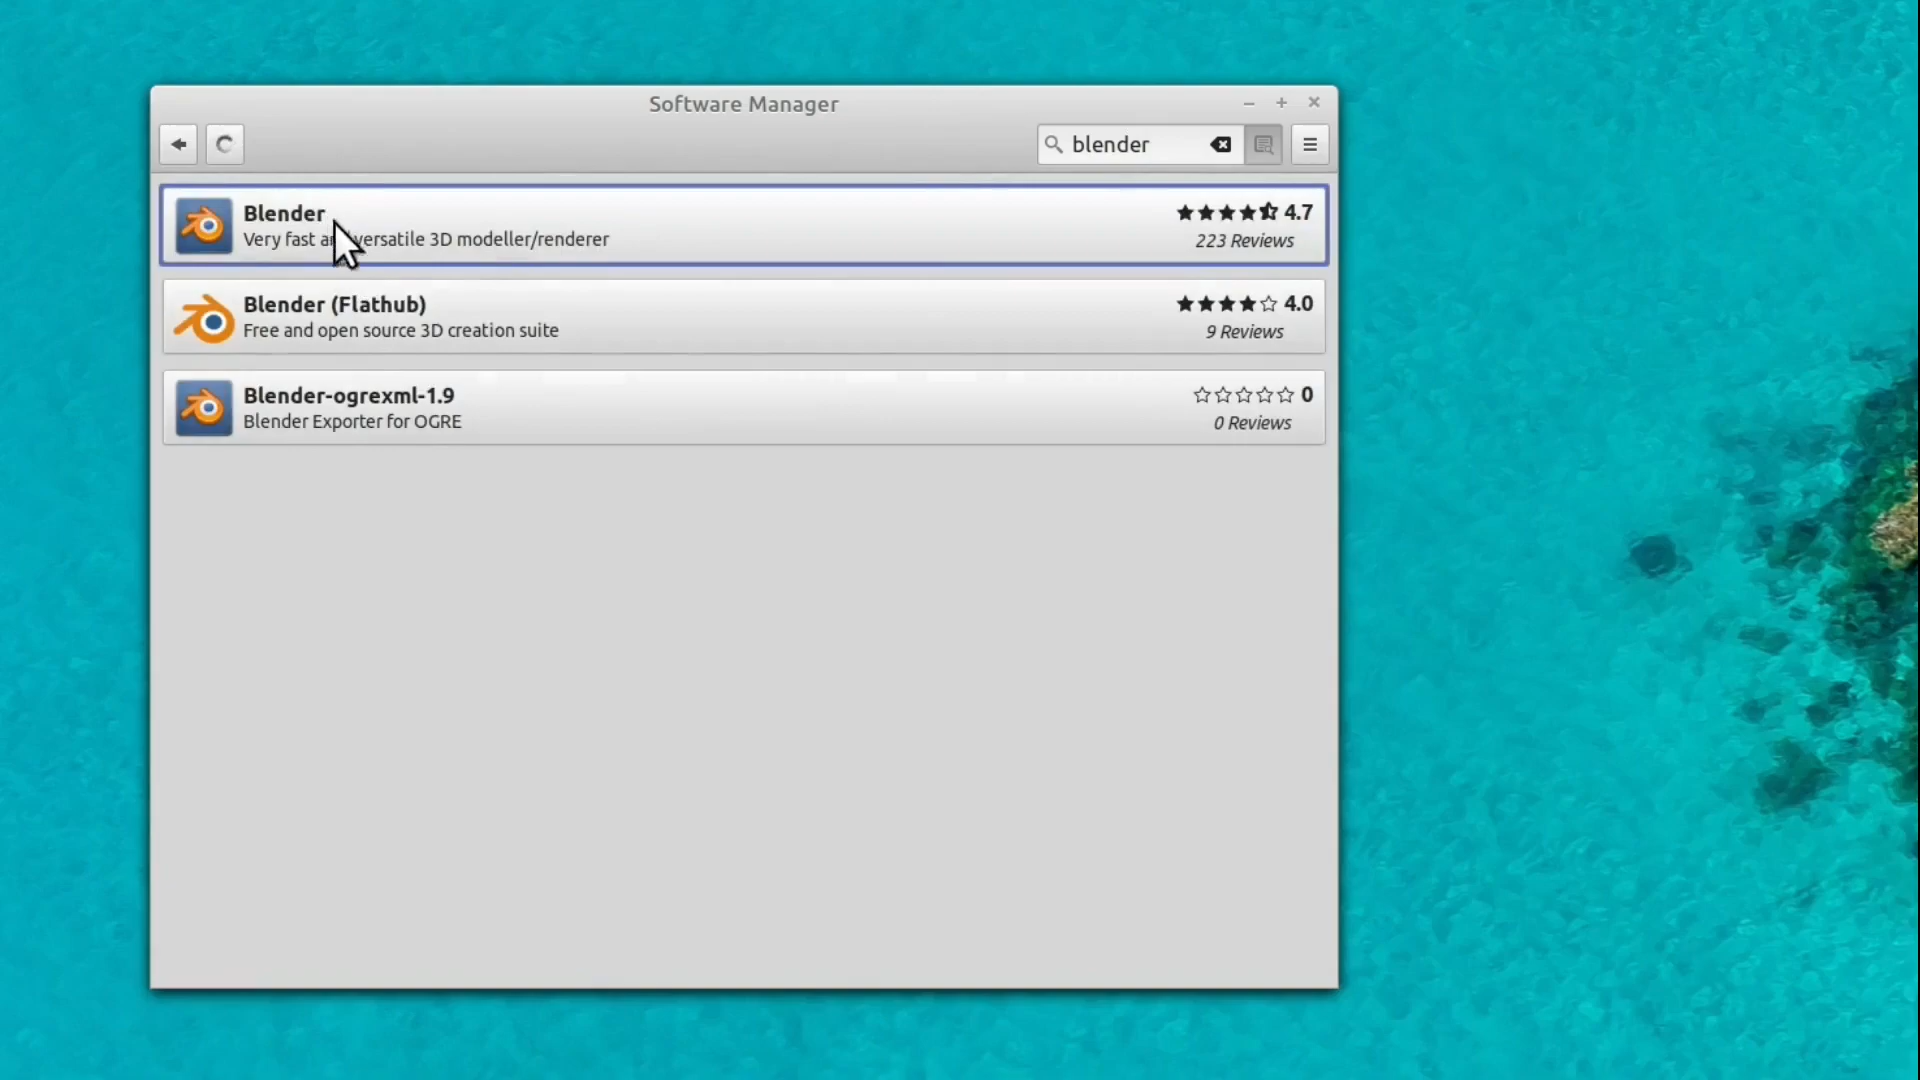 Software Manager
blender
Blender
Very fast and versatile 3D modeller/renderer
4.7
223 Reviews
Blender (Flathub)
Free and open source 3D creation suite
4.0
9 Reviews
Blender-ogrexml-1.9
Blender Exporter for OGRE
0
0 Reviews